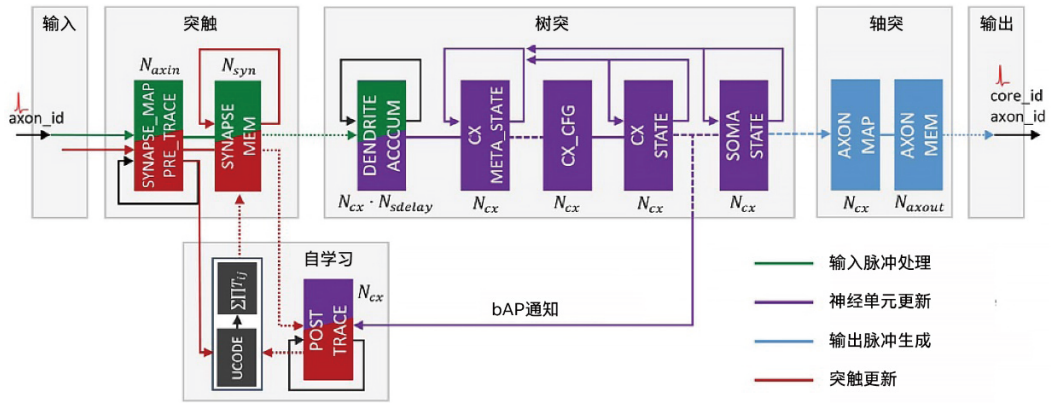 输入
突触
树突
轴突
输出
axon_id
N_axin
N_syn
SYNAPSE_MAP
PRE_TRACE
SYNAPSE
MEM
DENDRITE
ACCCUM
CX
META_STATE
CX_CFG
CX
STATE
SOMA
STATE
AXON
MAP
AXON
MEM
core_id
axon_id
N_cx · N_sdelay
N_cx
N_cx
N_cx
N_cx
N_cx
N_axout
自学习
ΣΠT_ij
UCODE
N_cx
POST
TRACE
bAP通知
输入脉冲处理
神经单元更新
输出脉冲生成
突触更新